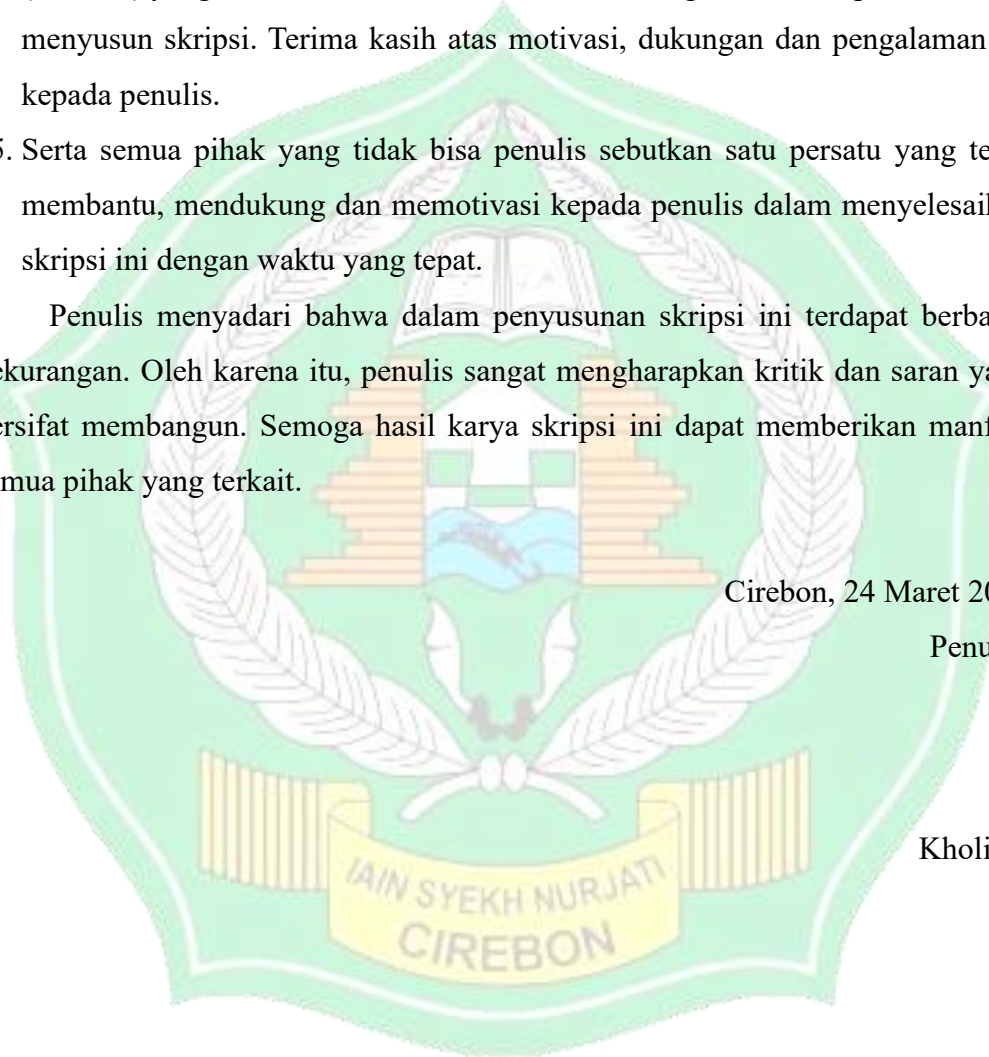 menyusun skripsi. Terima kasih atas motivasi, dukungan dan pengalaman
kepada penulis.
5. Serta semua pihak yang tidak bisa penulis sebutkan satu persatu yang te
membantu, mendukung dan memotivasi kepada penulis dalam menyelesaik
skripsi ini dengan waktu yang tepat.
Penulis menyadari bahwa dalam penyusunan skripsi ini terdapat berba
ekurangan. Oleh karena itu, penulis sangat mengharapkan kritik dan saran ya
ersifat membangun. Semoga hasil karya skripsi ini dapat memberikan manf
mua pihak yang terkait.
Cirebon, 24 Maret 20
Penu
Kholi
IAIN SYEKH NURJATI
CIREBON